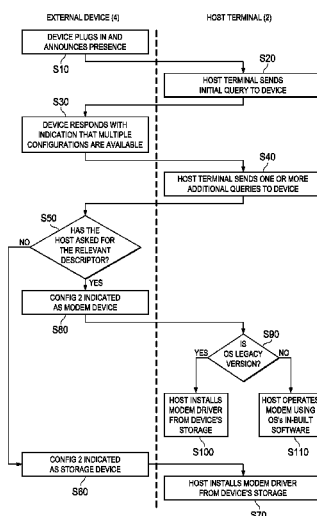 EXTERNAL DEVICE (4)
HOST TERMINAL (2)
DEVICE PLUGS IN AND
ANNOUNCES PRESENCE
S10
S20
HOST TERMINAL SENDS
INITIAL QUERY TO DEVICE
S30
DEVICE RESPONDS WITH
INDICATION THAT MULTIPLE
CONFIGURATIONS ARE AVAILABLE
S40
HOST TERMINAL SENDS ONE OR MORE
ADDITIONAL QUERIES TO DEVICE
S50
HAS THE
HOST ASKED FOR
THE RELEVANT
DESCRIPTOR?
NO
YES
CONFIG 2 INDICATED
AS MODEM DEVICE
S80
S90
IS
OS LEGACY
VERSION?
YES
NO
HOST INSTALLS
MODEM DRIVER
FROM DEVICE'S
STORAGE
S100
HOST OPERATES
MODEM USING
OS's IN-BUILT
SOFTWARE
S110
CONFIG 2 INDICATED
AS STORAGE DEVICE
S60
HOST INSTALLS MODEM DRIVER
FROM DEVICE'S STORAGE
S70